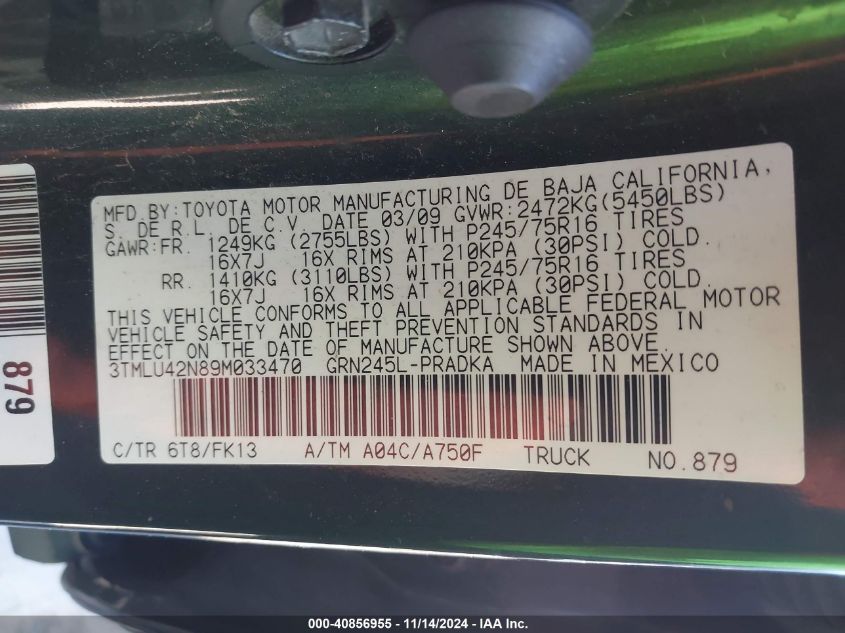 MFD.BY:TOYOTA MOTOR MANUFACTURING DE BAJA CALIFORNIA,
S. DE R.L. DE C.V. DATE 03/09 GVWR:2472KG(5450LBS)
GAWR:FR. 1249KG (2755LBS) WITH P245/75R16 TIRES
16X7J 16X RIMS AT 210KPA (30PSI) COLD.
RR. 1410KG (3110LBS) WITH P245/75R16 TIRES
16X7J 16X RIMS AT 210KPA (30PSI) COLD.
THIS VEHICLE CONFORMS TO ALL APPLICABLE FEDERAL MOTOR
VEHICLE SAFETY AND THEFT PREVENTION STANDARDS IN
EFFECT ON THE DATE OF MANUFACTURE SHOWN ABOVE.
3TMLU42N89M033470 GRN245L-PRADKA MADE IN MEXICO
C/TR 6T8/FK13 A/TM A04C/A750F TRUCK NO.879
879
000-40856955 - 11/14/2024 - IAA Inc.